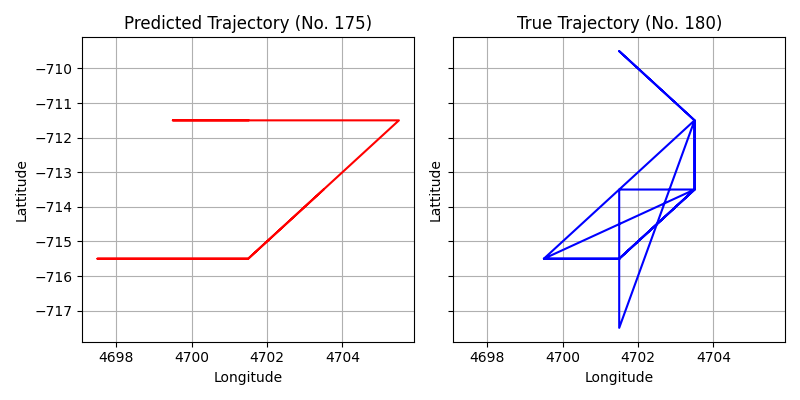 Predicted Trajectory (No. 175)
True Trajectory (No. 180)
Lattitude
−710
−711
−712
−713
−714
−715
−716
−717
4698 4700 4702 4704
Longitude
Lattitude
4698 4700 4702 4704
Longitude